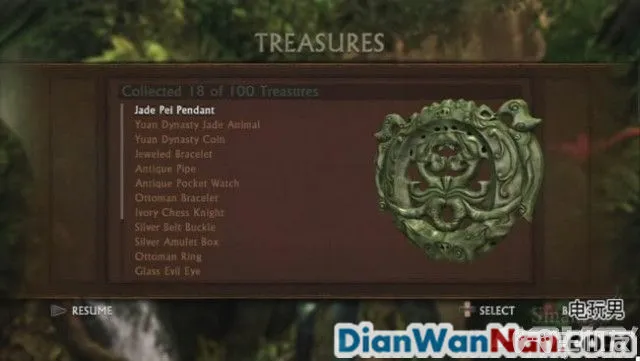 TREASURES
Collected 18 of 100 Treasures
Jade Pei Pendant
Yuan Dynasty Jade Animal
Yuan Dynasty Coin
Jeweled Bracelet
Antique Pipe
Antique Pocket Watch
Ottoman Bracelet
Ivory Chess Knight
Silver Belt Buckle
Silver Amulet Box
Ottoman Ring
Glass Evil Eye
RESUME
SELECT
电玩男
DianWanNan.com